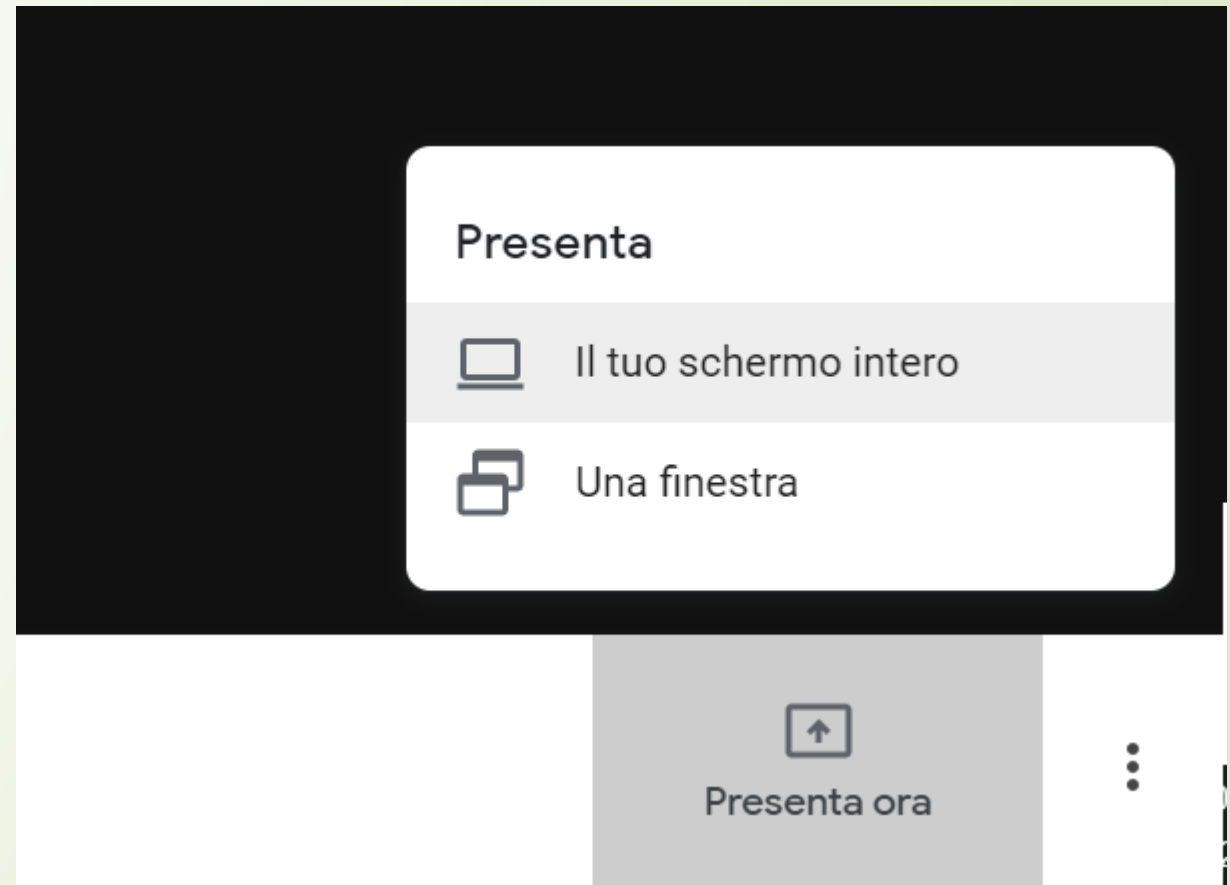 Presenta
Il tuo schermo intero
Una finestra
Presenta ora